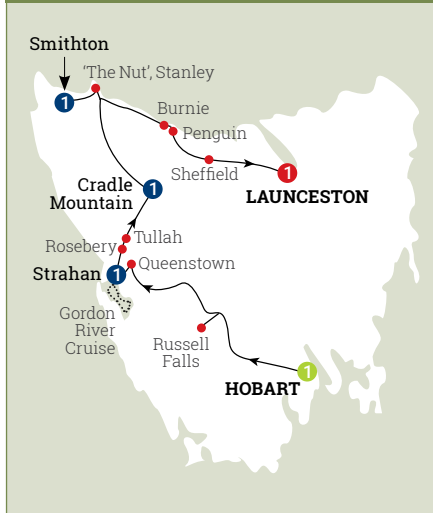 Smithton
1
'The Nut', Stanley
Burnie
Penguin
Sheffield
1
LAUNCESTON
Cradle
Mountain
1
Tullah
Rosebery
Queenstown
Strahan
1
Gordon
River
Cruise
Russell
Falls
1
HOBART